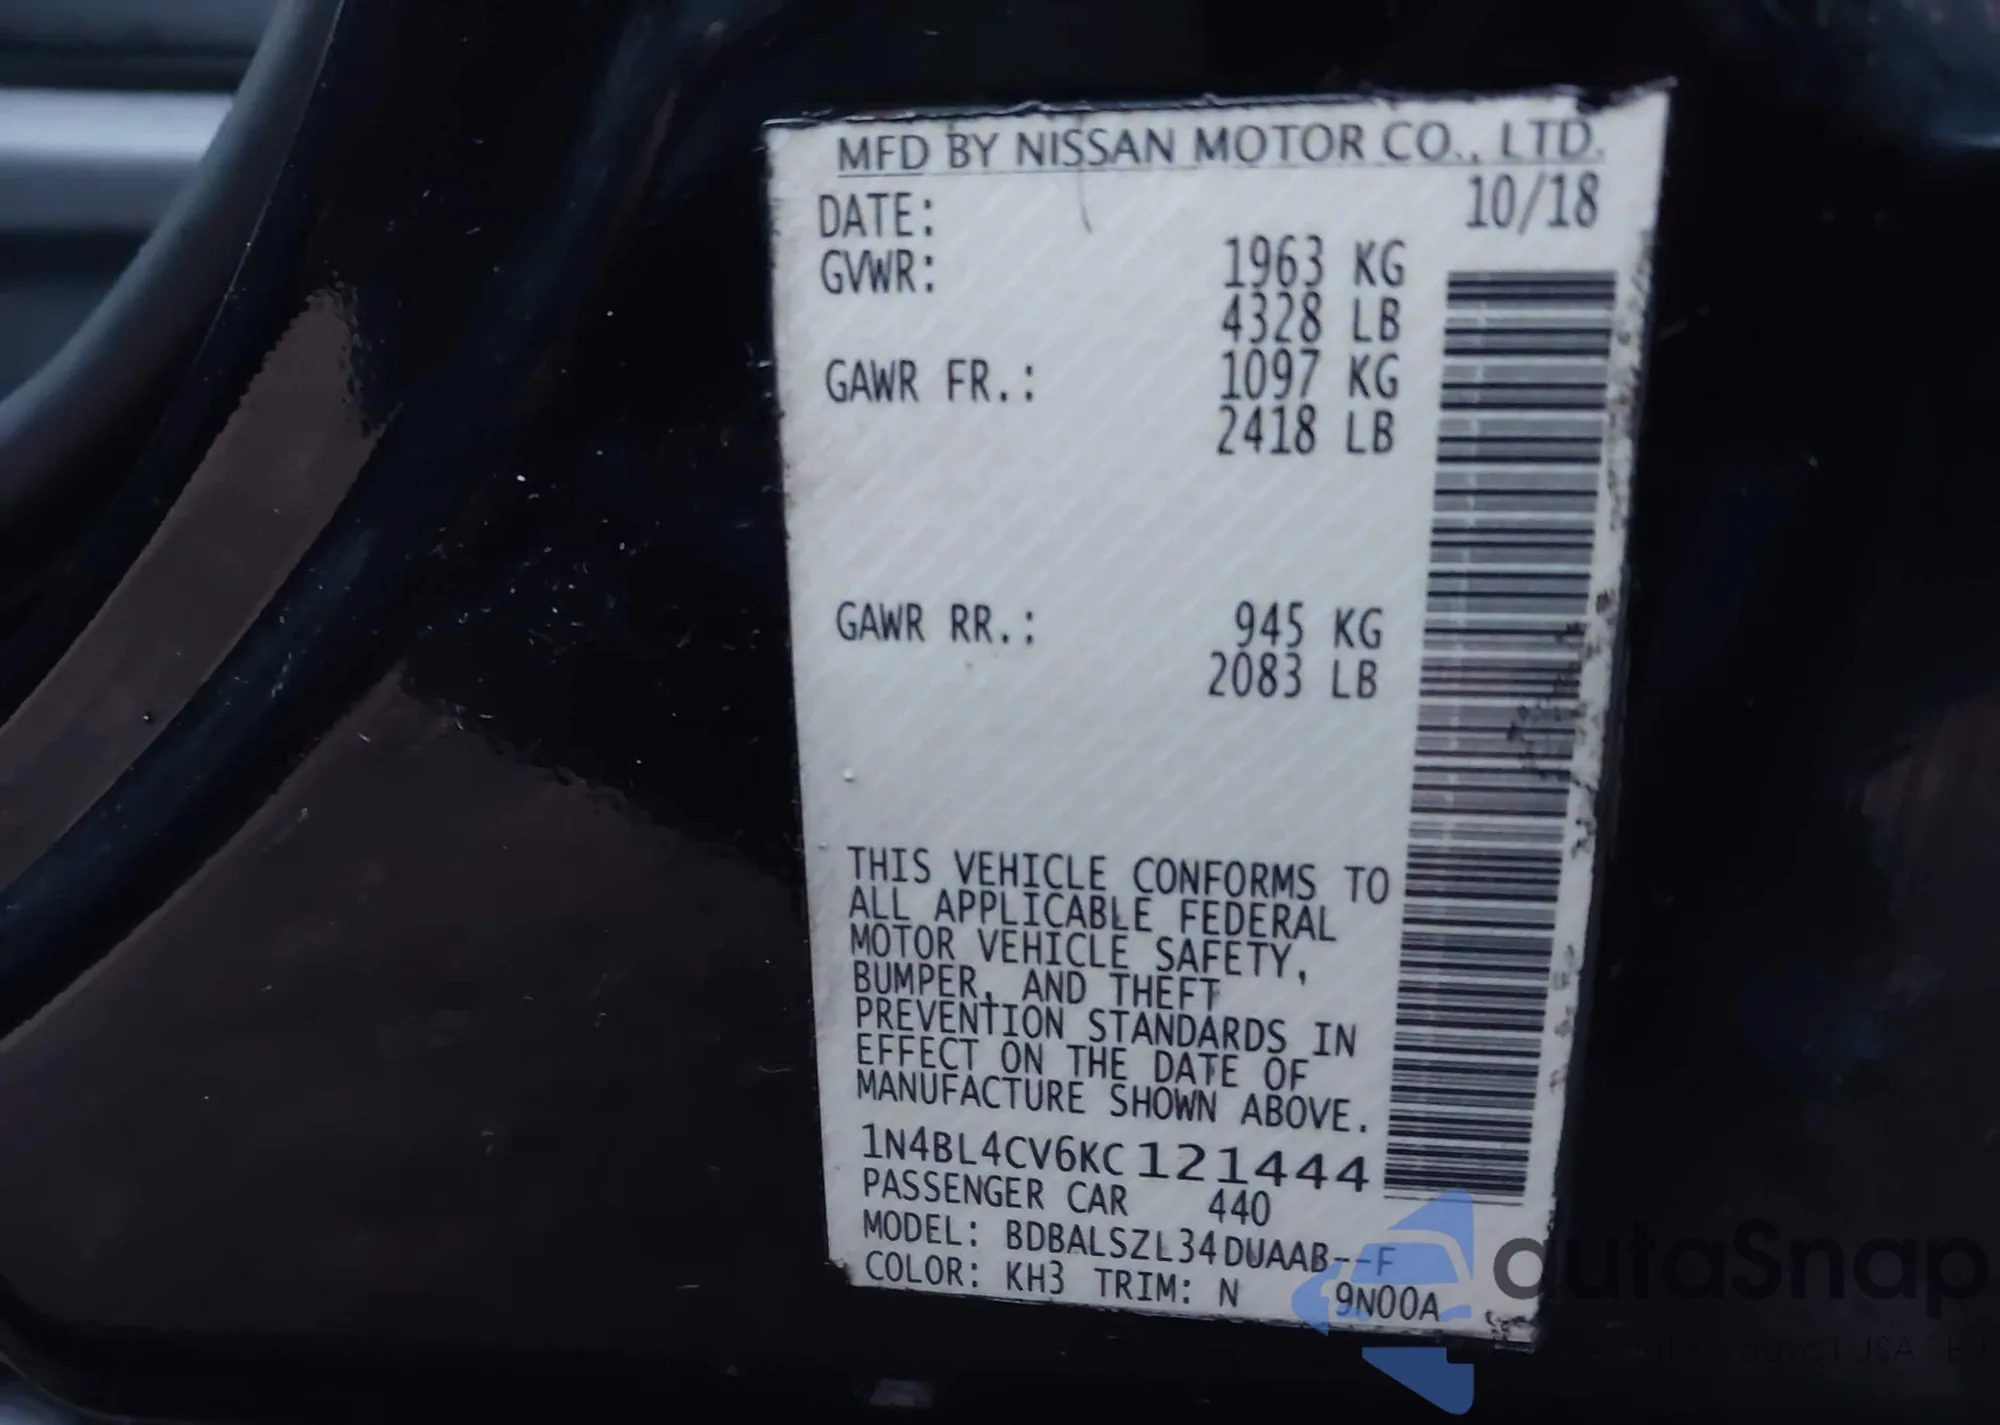 MFD BY NISSAN MOTOR CO., LTD.
DATE: 10/18
GVWR: 1963 KG
4328 LB
GAWR FR.: 1097 KG
2418 LB
GAWR RR.: 945 KG
2083 LB
THIS VEHICLE CONFORMS TO
ALL APPLICABLE FEDERAL
MOTOR VEHICLE SAFETY,
BUMPER, AND THEFT
PREVENTION STANDARDS IN
EFFECT ON THE DATE OF
MANUFACTURE SHOWN ABOVE.
1N4BL4CV6KC121444
PASSENGER CAR 440
MODEL: BDBALSZL34DUAAB--F
COLOR: KH3 TRIM: N 9N00A
autaSnap
USA